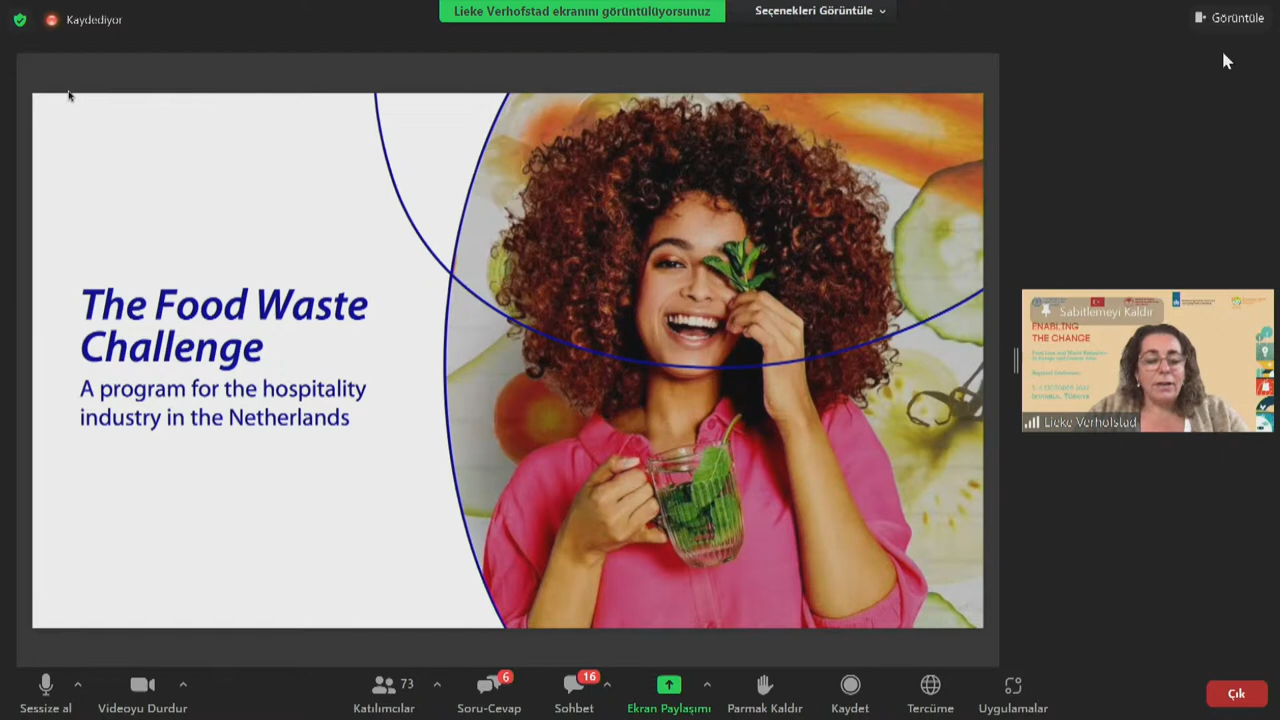 Kaydediyor
Lieke Verhofstad ekranını görüntülüyorsunuz
Seçenekleri Görüntüle
Görüntüle
The Food Waste
Challenge
A program for the hospitality
industry in the Netherlands
Sabitlemeyi Kaldır
ENABLING
THE CHANGE
Regional Conference
Lieke Verhofstad
Sessize al
Videoyu Durdur
73
Katılımcılar
6
Soru-Cevap
16
Sohbet
Ekran Paylaşımı
Parmak Kaldır
Kaydet
Tercüme
Uygulamalar
Çık